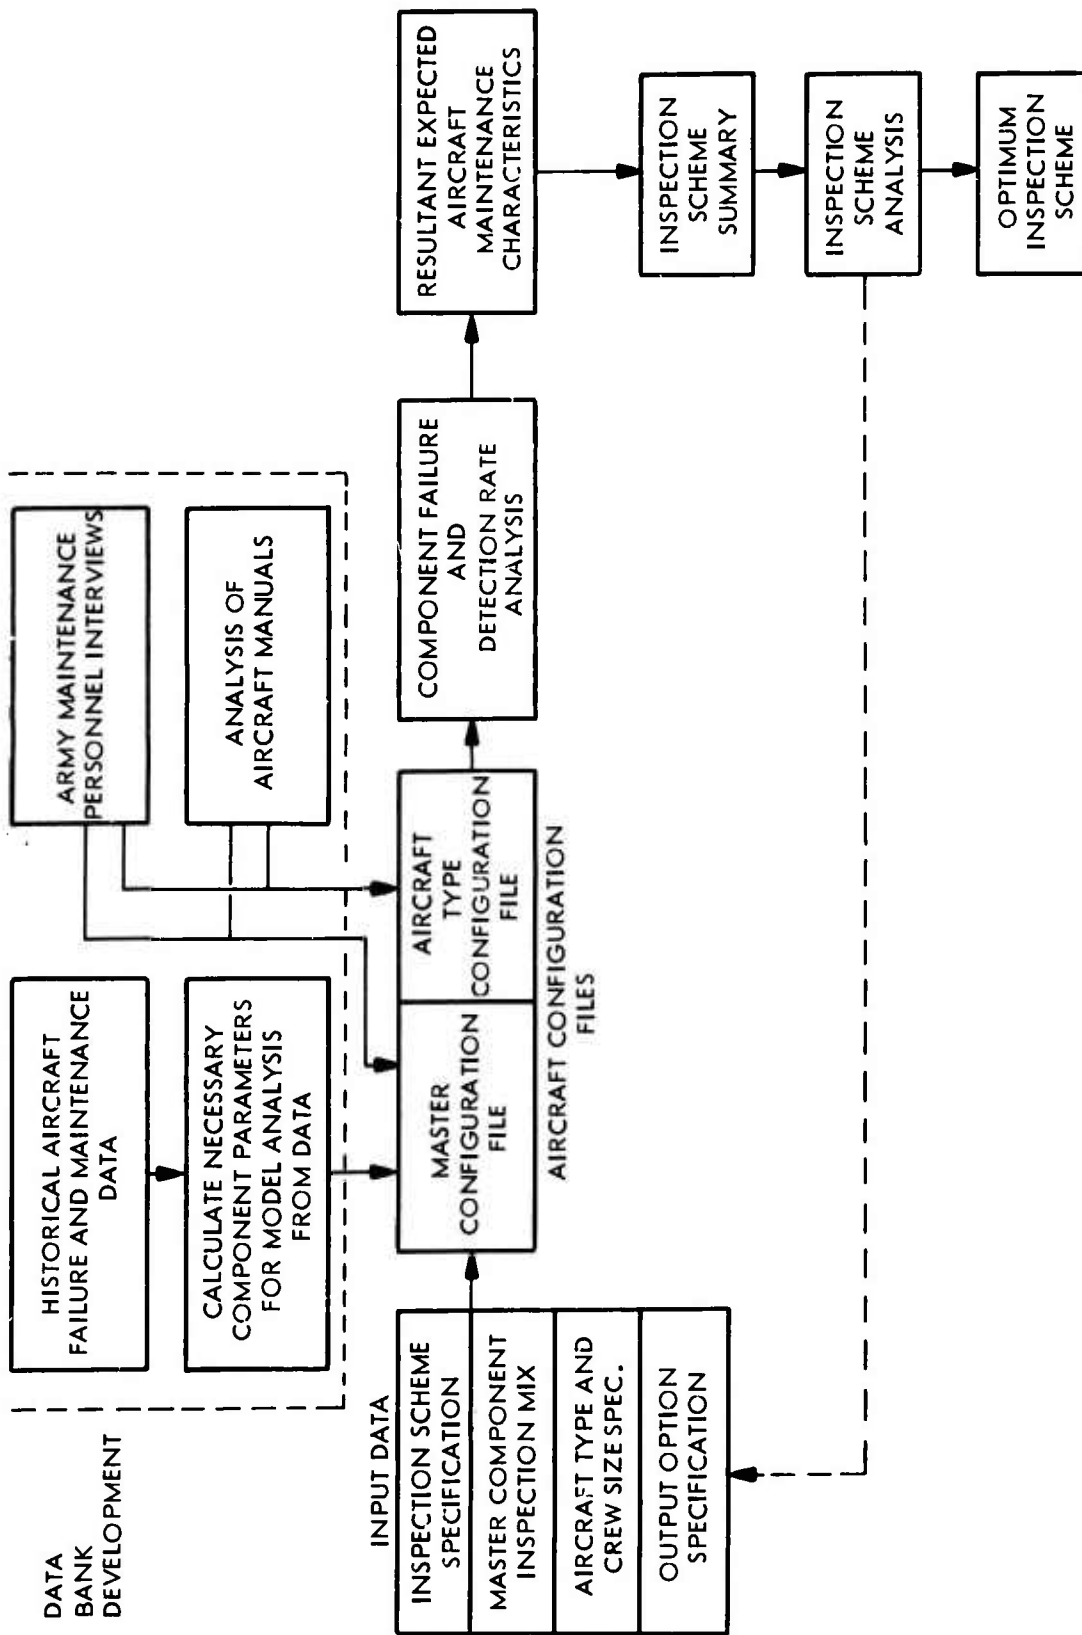 DATA
BANK
DEVELOPMENT
HISTORICAL AIRCRAFT
FAILURE AND MAINTENANCE
DATA
CALCULATE NECESSARY
COMPONENT PARAMETERS
FOR MODEL ANALYSIS
FROM DATA
ARMY MAINTENANCE
PERSONNEL INTERVIEWS
ANALYSIS OF
AIRCRAFT MANUALS
INPUT DATA
INSPECTION SCHEME
SPECIFICATION
MASTER COMPONENT
INSPECTION MIX
AIRCRAFT TYPE AND
CREW SIZE SPEC.
OUTPUT OPTION
SPECIFICATION
MASTER
CONFIGURATION
FILE
AIRCRAFT
TYPE
CONFIGURATION
FILE
AIRCRAFT CONFIGURATION
FILES
COMPONENT FAILURE
AND
DETECTION RATE
ANALYSIS
RESULTANT EXPECTED
AIRCRAFT
MAINTENANCE
CHARACTERISTICS
INSPECTION
SCHEME
SUMMARY
INSPECTION
SCHEME
ANALYSIS
OPTIMUM
INSPECTION
SCHEME